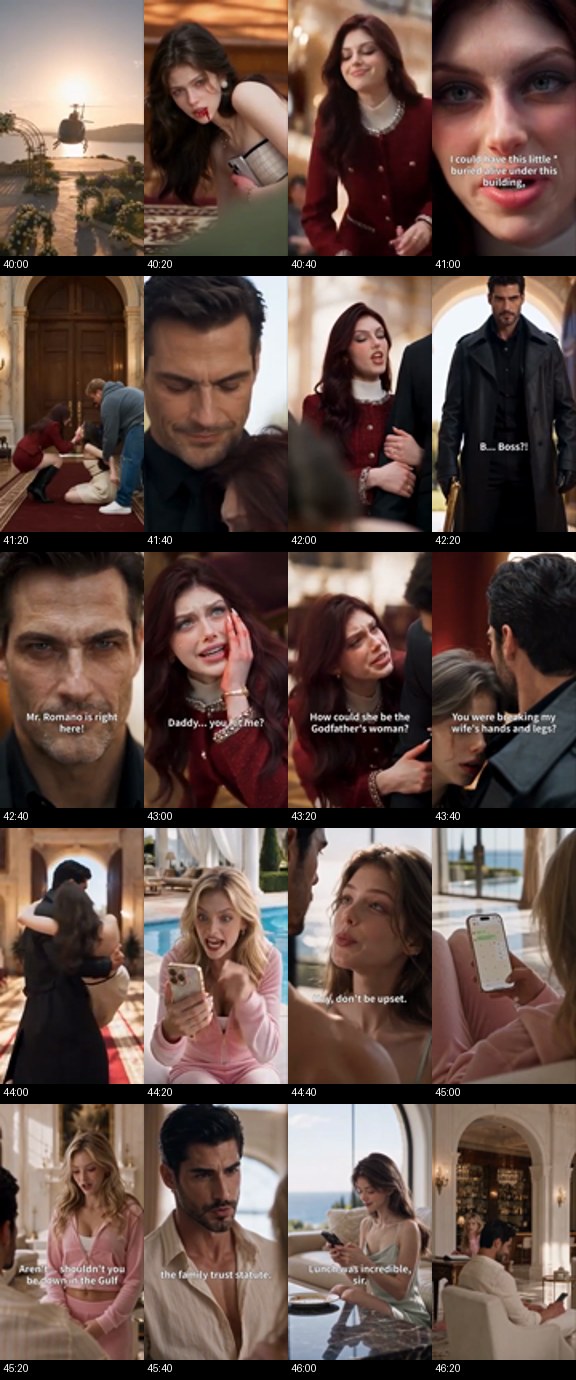 I could have this little *
buried alive under this
building,
40:00
40:20
40:40
41:00
B... Boss?!
41:20
41:40
42:00
42:20
Mr. Romano is right
here!
Daddy... you hit me?
How could she be the
Godfather's woman?
You were breaking my
wife's hands and legs?
42:40
43:00
43:20
43:40
don't be upset.
44:00
44:20
44:40
45:00
Aren't... shouldn't you
be down in the Gulf
the family trust statute.
Lunch was incredible,
sir.
45:20
45:40
46:00
46:20